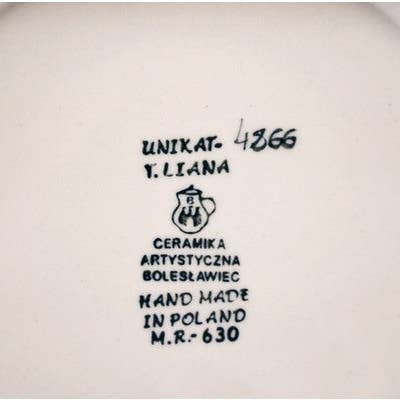 UNIKAT- 4866
Y. LIANA
B
CERAMIKA
ARTYSTYCZNA
BOLESŁAWIEC
HAND MADE
IN POLAND
M.R.- 630